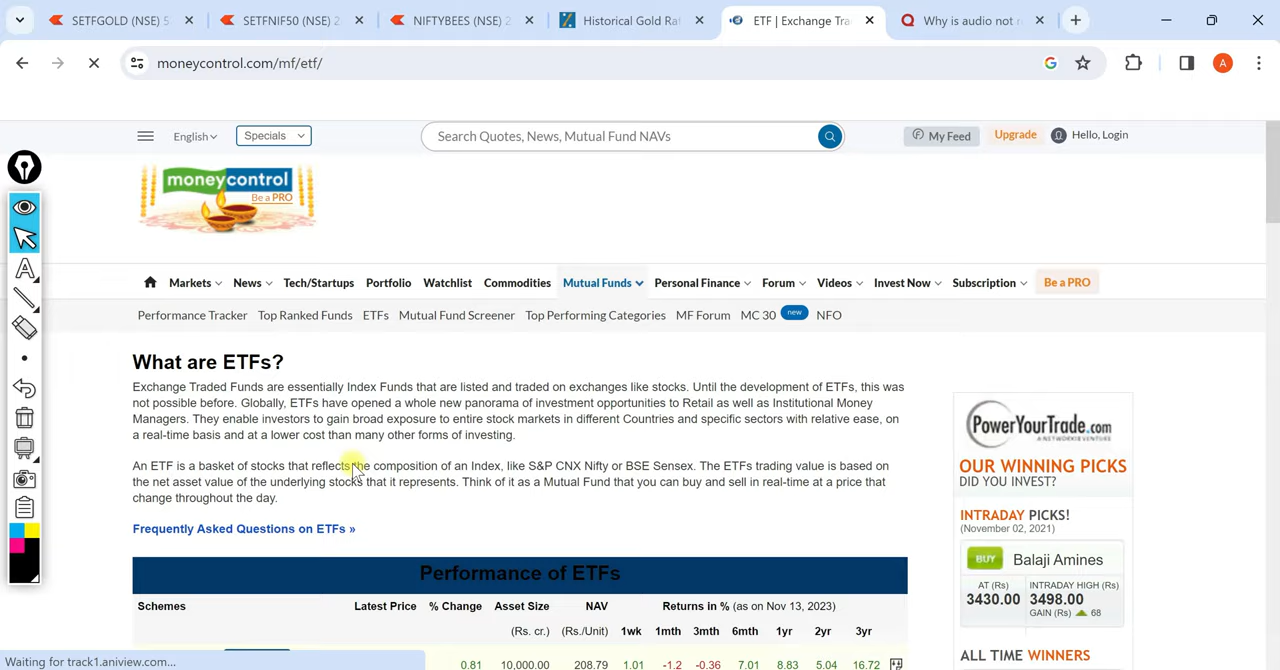 SETFGOLD (NSE) 5
SETFNIF50 (NSE) 2
NIFTYBEES (NSE) 2
Historical Gold Ra
ETF | Exchange Tra
Why is audio not r
moneycontrol.com/mf/etf/
A
English
Specials
Search Quotes, News, Mutual Fund NAVs
My Feed
Upgrade
Hello, Login
moneycontrol
Be a PRO
Markets
News
Tech/Startups
Portfolio
Watchlist
Commodities
Mutual Funds
Personal Finance
Forum
Videos
Invest Now
Subscription
Be a PRO
Performance Tracker
Top Ranked Funds
ETFs
Mutual Fund Screener
Top Performing Categories
MF Forum
MC 30
new
NFO
What are ETFs?
Exchange Traded Funds are essentially Index Funds that are listed and traded on exchanges like stocks. Until the development of ETFs, this was
not possible before. Globally, ETFs have opened a whole new panorama of investment opportunities to Retail as well as Institutional Money
Managers. They enable investors to gain broad exposure to entire stock markets in different Countries and specific sectors with relative ease, on
a real-time basis and at a lower cost than many other forms of investing.
An ETF is a basket of stocks that reflects the composition of an Index, like S&P CNX Nifty or BSE Sensex. The ETFs trading value is based on
the net asset value of the underlying stocks that it represents. Think of it as a Mutual Fund that you can buy and sell in real-time at a price that
change throughout the day.
Frequently Asked Questions on ETFs »
Performance of ETFs
Schemes Latest Price % Change Asset Size NAV Returns in % (as on Nov 13, 2023)
(Rs. cr.) (Rs./Unit) 1wk 1mth 3mth 6mth 1yr 2yr 3yr
0.81 10,000.00 208.79 1.01 -1.2 -0.36 7.01 8.83 5.04 16.72
PowerYourTrade.com
A NETWORK18 VENTURE
OUR WINNING PICKS
DID YOU INVEST?
INTRADAY PICKS!
(November 02, 2021)
BUY Balaji Amines
AT (Rs) INTRADAY HIGH (Rs)
3430.00 3498.00
GAIN (Rs) 68
ALL TIME WINNERS
Waiting for track1.aniview.com...